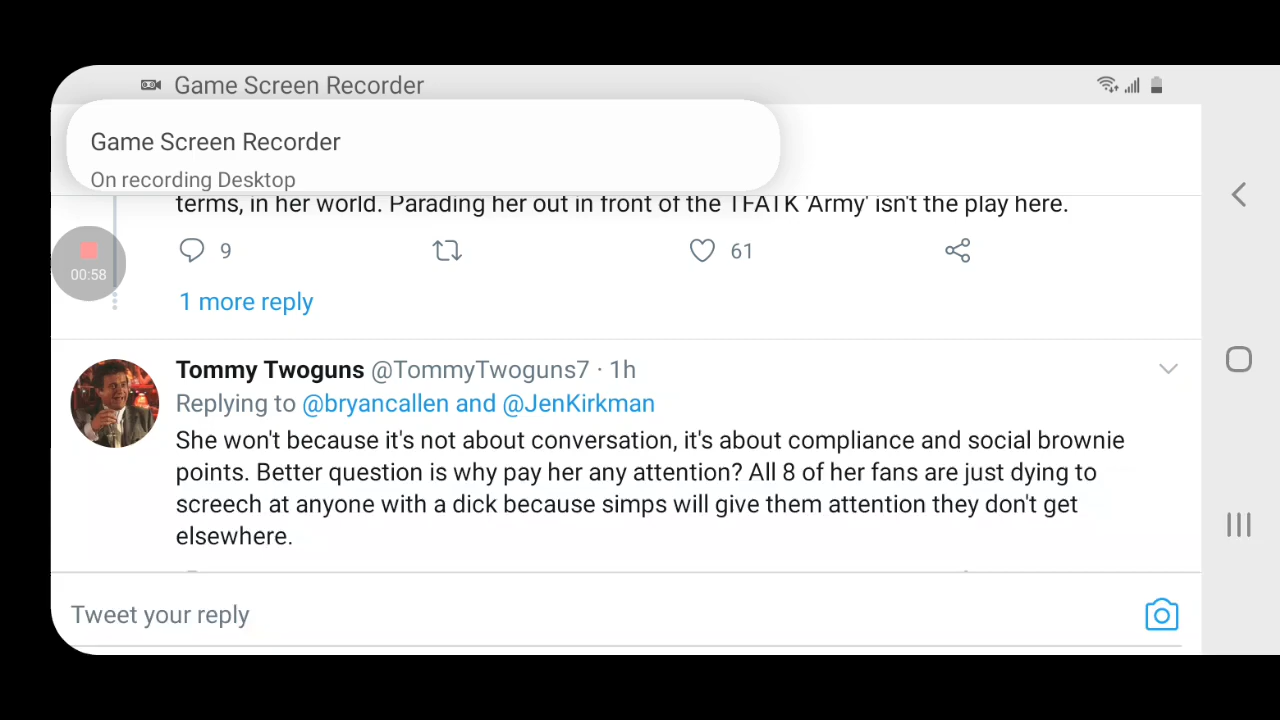 Game Screen Recorder
Game Screen Recorder
On recording Desktop
terms, in her world. Parading her out in front of the TFATK 'Army' isn't the play here.
9
61
00:58
1 more reply
Tommy Twoguns @TommyTwoguns7 · 1h
Replying to @bryancallen and @JenKirkman
She won't because it's not about conversation, it's about compliance and social brownie
points. Better question is why pay her any attention? All 8 of her fans are just dying to
screech at anyone with a dick because simps will give them attention they don't get
elsewhere.
Tweet your reply